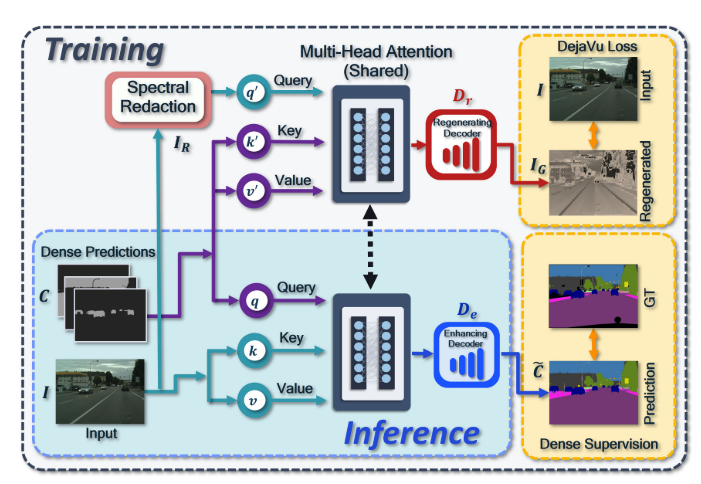 Training
Multi-Head Attention
(Shared)
DejaVu Loss
Spectral
Redaction
q'
Query
I
Input
I_R
k'
Key
D_r
Regenerating
Decoder
I_G
Regenerated
v'
Value
Dense Predictions
C
q
Query
D_e
Enhancing
Decoder
GT
k
Key
I
v
Value
C̃
Prediction
Input
Inference
Dense Supervision